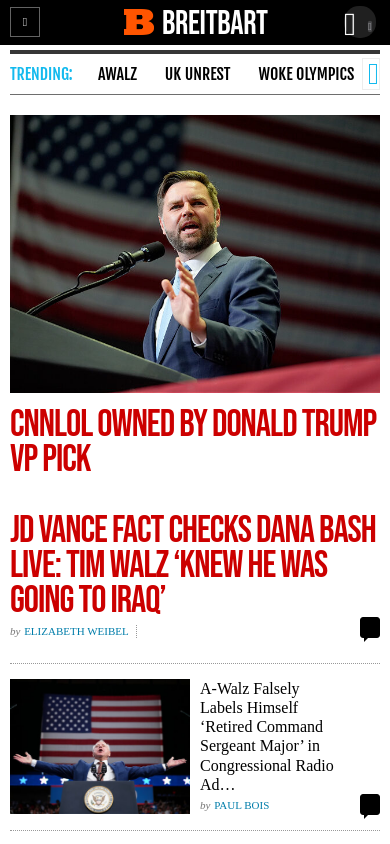 B BREITBART
TRENDING: AWALZ UK UNREST WOKE OLYMPICS
CNNLOL OWNED BY DONALD TRUMP
VP PICK
JD VANCE FACT CHECKS DANA BASH
LIVE: TIM WALZ ‘KNEW HE WAS
GOING TO IRAQ’
by ELIZABETH WEIBEL
A-Walz Falsely
Labels Himself
‘Retired Command
Sergeant Major’ in
Congressional Radio
Ad…
by PAUL BOIS